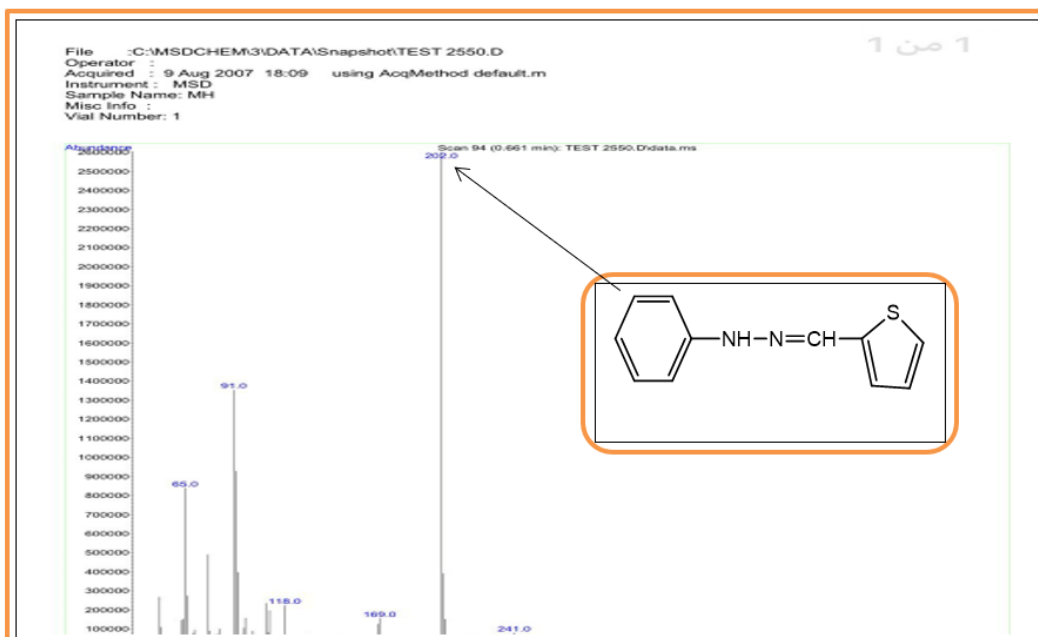 1 من 1
File :C:\MSDCHEM\3\DATA\Snapshot\TEST 2550.D
Operator :
Acquired : 9 Aug 2007 18:09 using AcqMethod default.m
Instrument : MSD
Sample Name: MH
Misc Info :
Vial Number: 1
Abundance
Scan 94 (0.661 min): TEST 2550.D\data.ms
2600000
202.0
2500000
2400000
2300000
2200000
2100000
2000000
1900000
1800000
1700000
S
1600000
NH-N=CH
1500000
1400000
91.0
1300000
1200000
1100000
1000000
900000
65.0
800000
700000
600000
500000
400000
300000
118.0
200000
169.0
241.0
100000